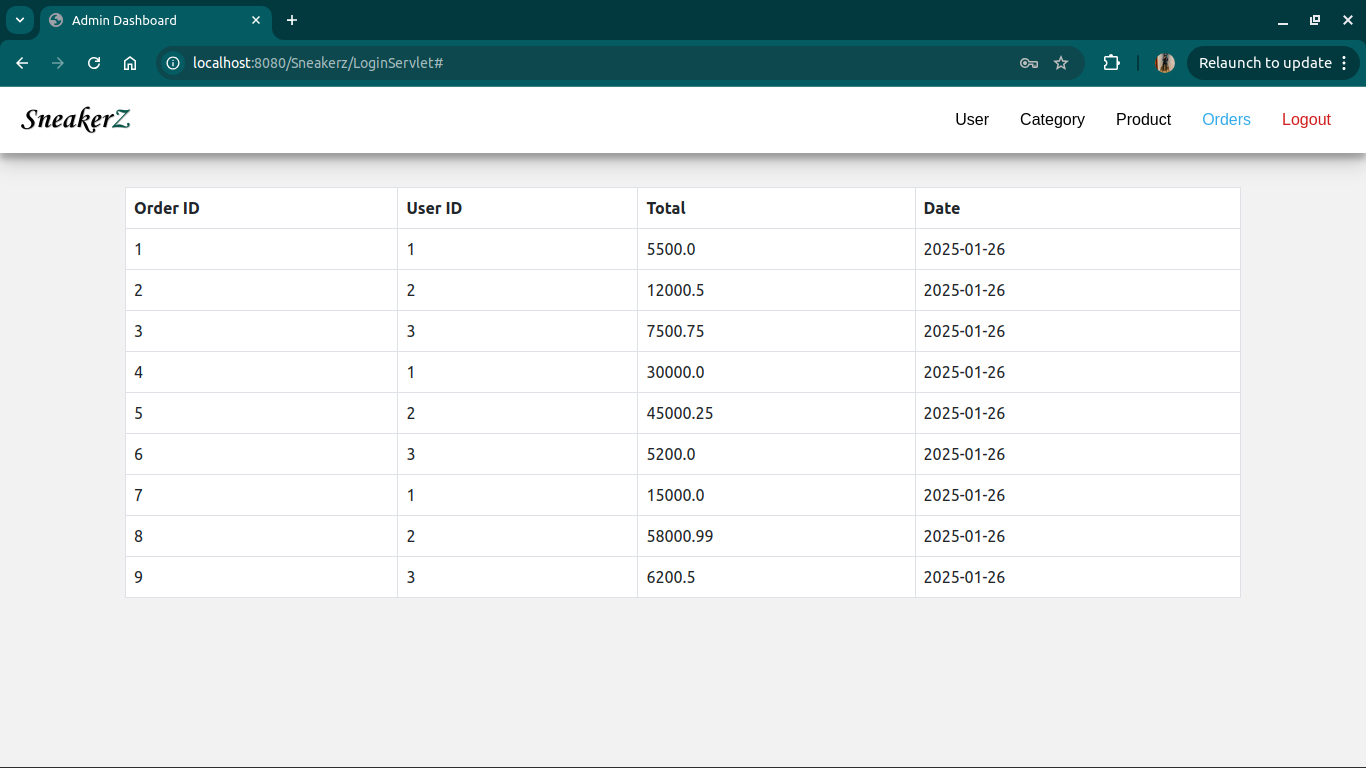 Admin Dashboard
localhost:8080/Sneakerz/LoginServlet#
Relaunch to update
SneakerZ
User Category Product Orders Logout
Order ID User ID Total Date
1 1 5500.0 2025-01-26
2 2 12000.5 2025-01-26
3 3 7500.75 2025-01-26
4 1 30000.0 2025-01-26
5 2 45000.25 2025-01-26
6 3 5200.0 2025-01-26
7 1 15000.0 2025-01-26
8 2 58000.99 2025-01-26
9 3 6200.5 2025-01-26